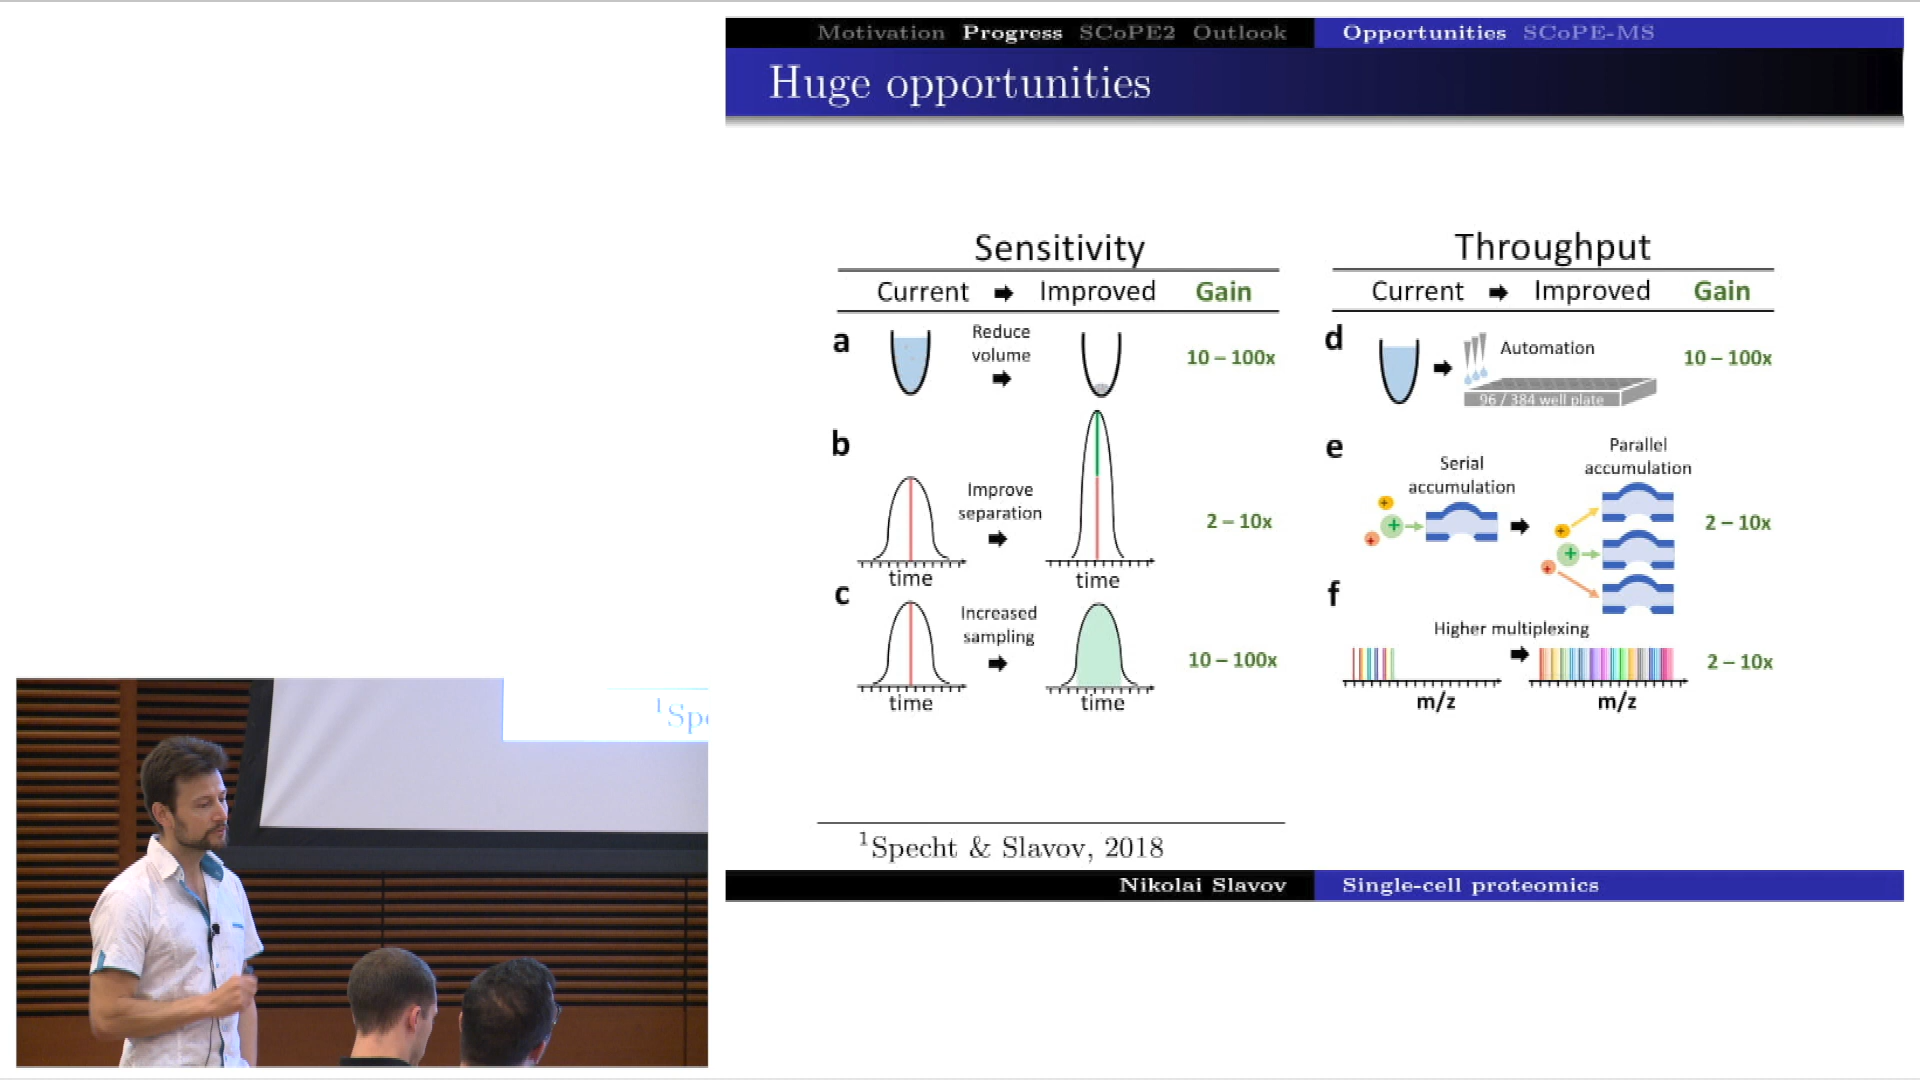 Motivation Progress SCoPE2 Outlook Opportunities SCoPE-MS
Huge opportunities
Sensitivity
Current Improved Gain
a
Reduce
volume
10 – 100x
b
Improve
separation
2 – 10x
time
time
c
Increased
sampling
10 – 100x
time
time
Throughput
Current Improved Gain
d
Automation
96 / 384 well plate
10 – 100x
e
Serial
accumulation
Parallel
accumulation
+
+
+
+
+
+
2 – 10x
f
Higher multiplexing
2 – 10x
m/z
m/z
1Specht & Slavov, 2018
Nikolai Slavov Single-cell proteomics
1Spe